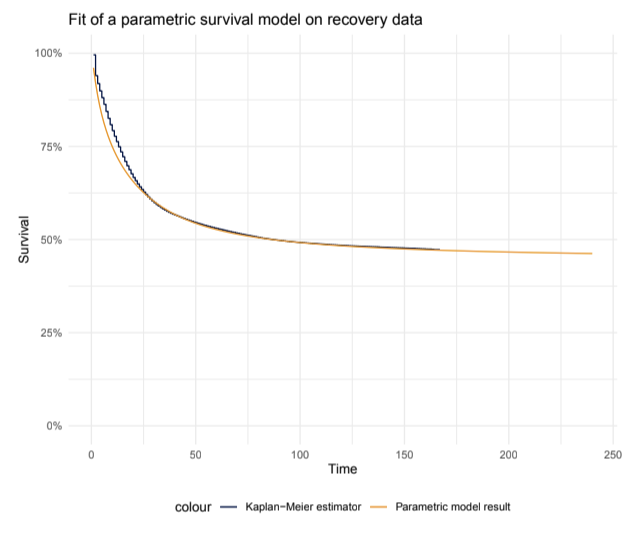 Fit of a parametric survival model on recovery data
100%
75%
50%
25%
0%
Survival
0 50 100 150 200 250
Time
colour Kaplan−Meier estimator Parametric model result